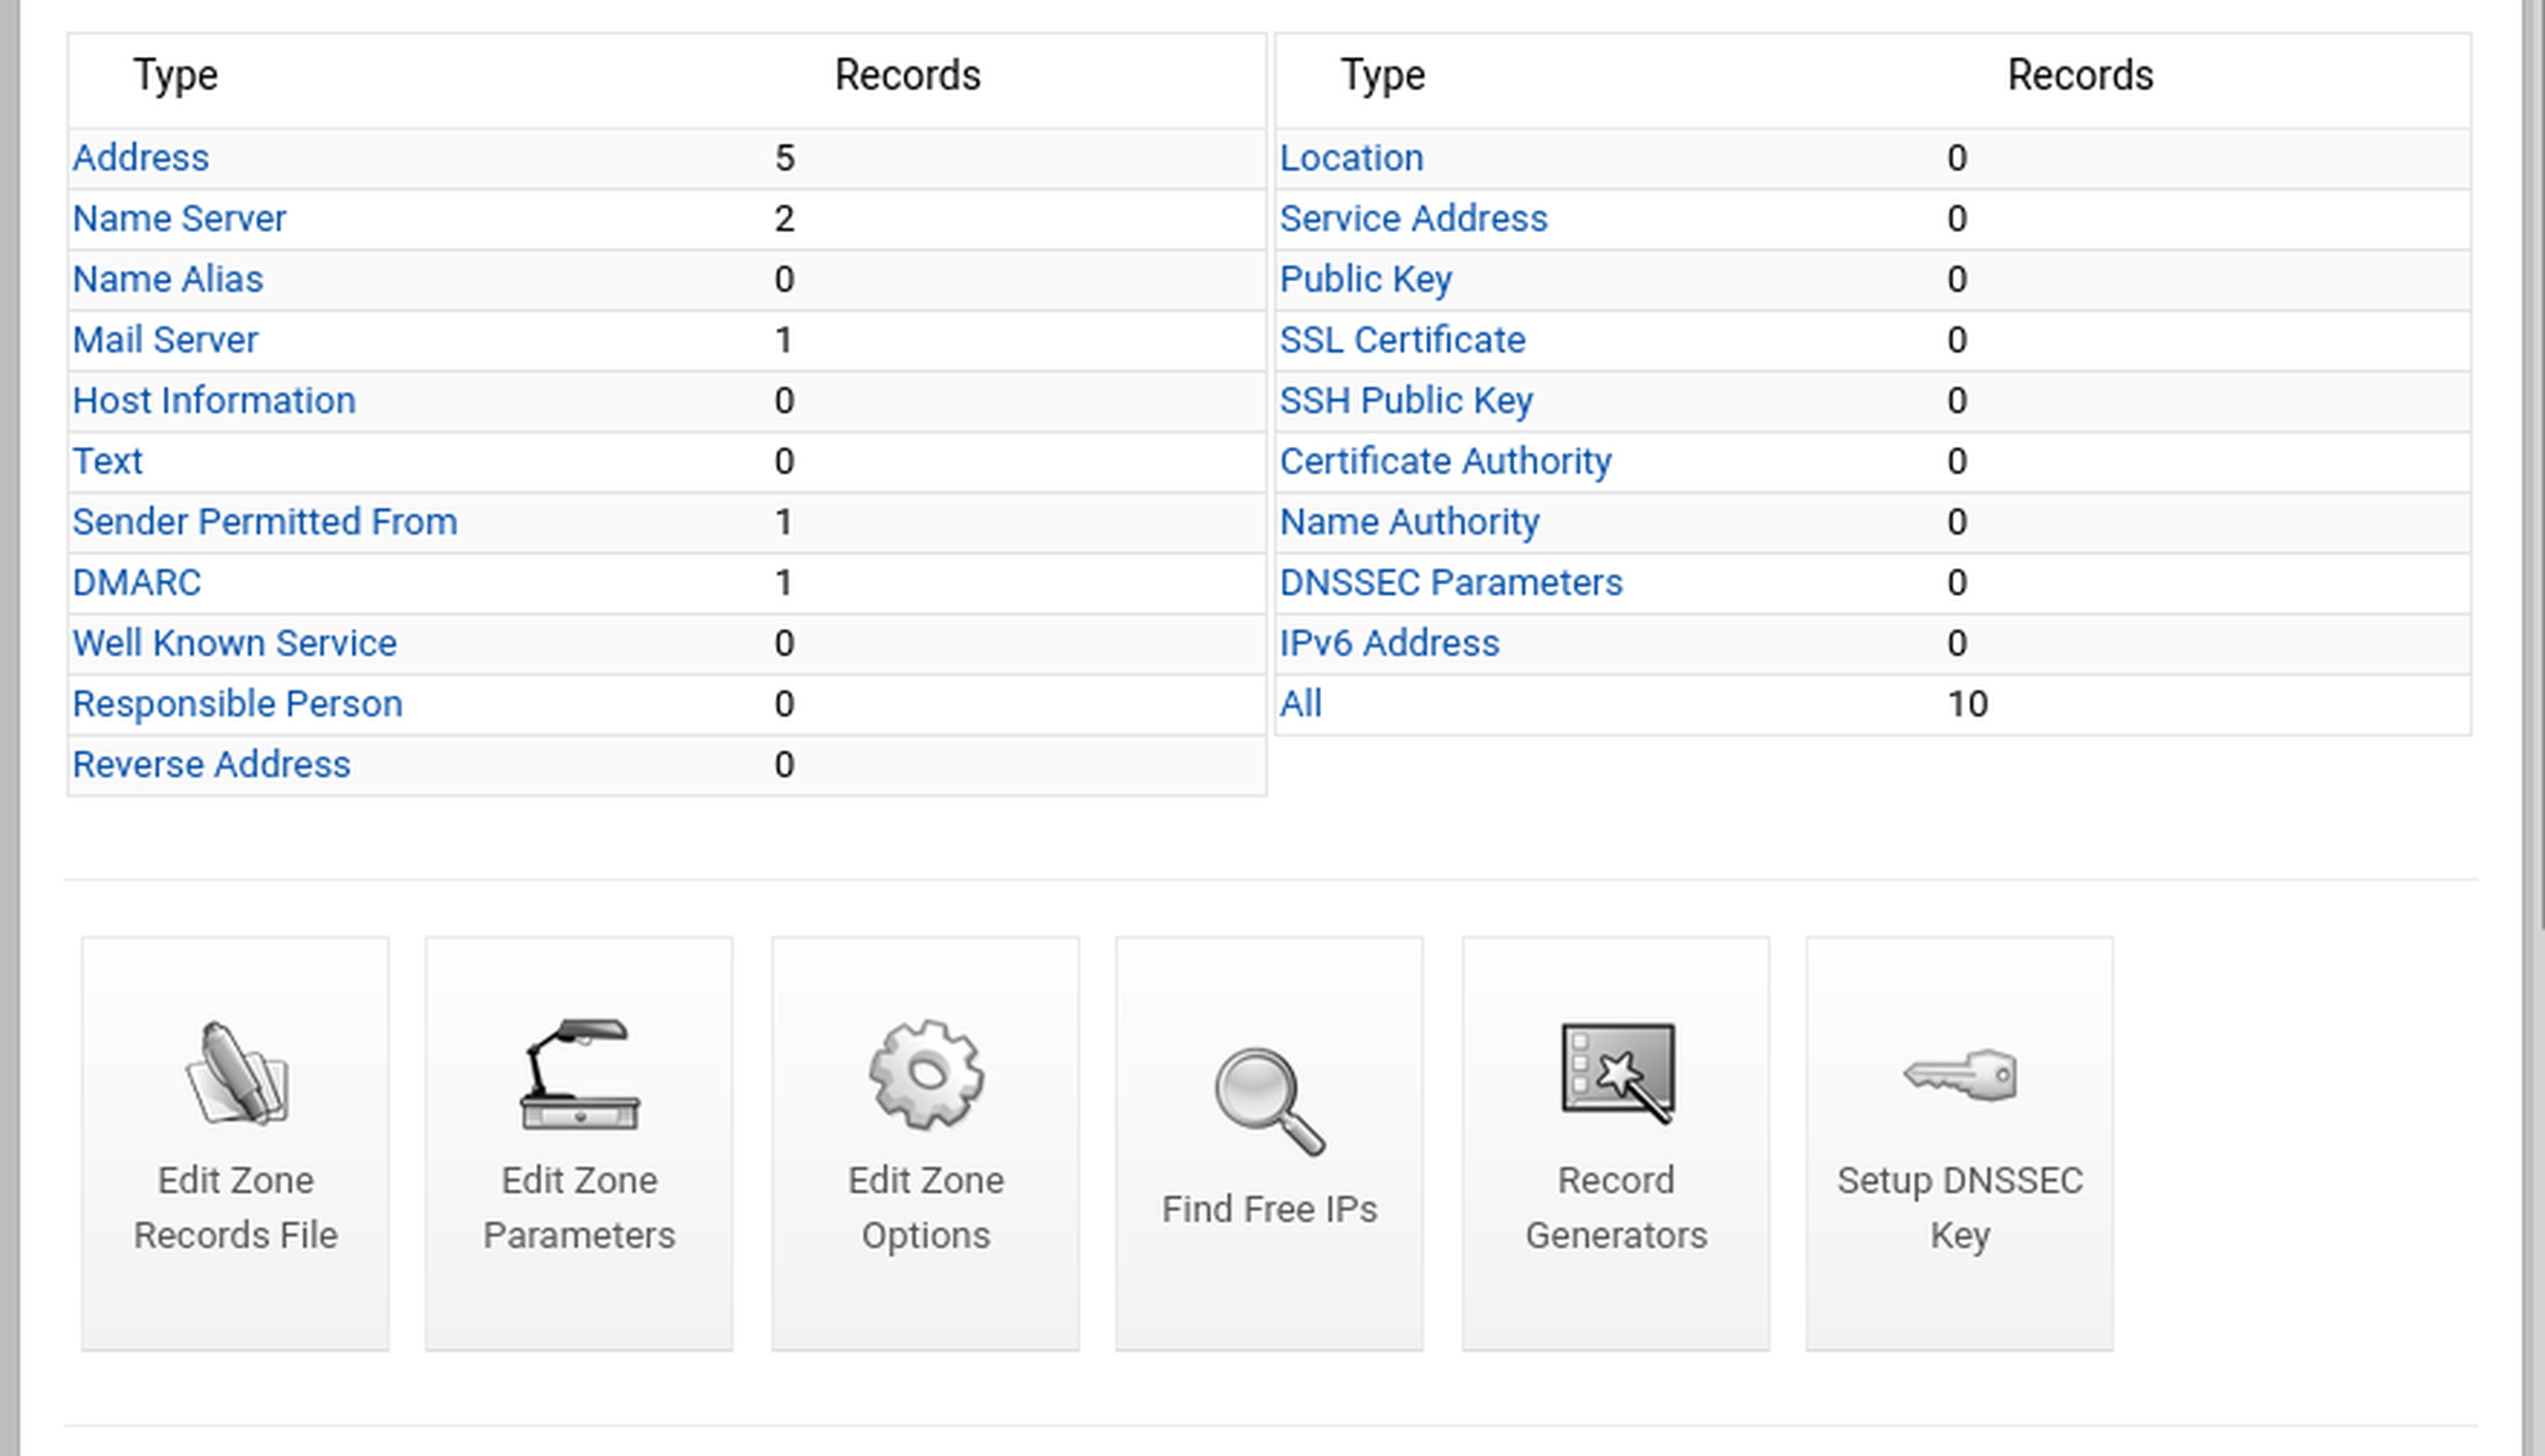 Type Records
Address 5
Name Server 2
Name Alias 0
Mail Server 1
Host Information 0
Text 0
Sender Permitted From 1
DMARC 1
Well Known Service 0
Responsible Person 0
Reverse Address 0
Type Records
Location 0
Service Address 0
Public Key 0
SSL Certificate 0
SSH Public Key 0
Certificate Authority 0
Name Authority 0
DNSSEC Parameters 0
IPv6 Address 0
All 10
Edit Zone
Records File
Edit Zone
Parameters
Edit Zone
Options
Find Free IPs
Record
Generators
Setup DNSSEC
Key